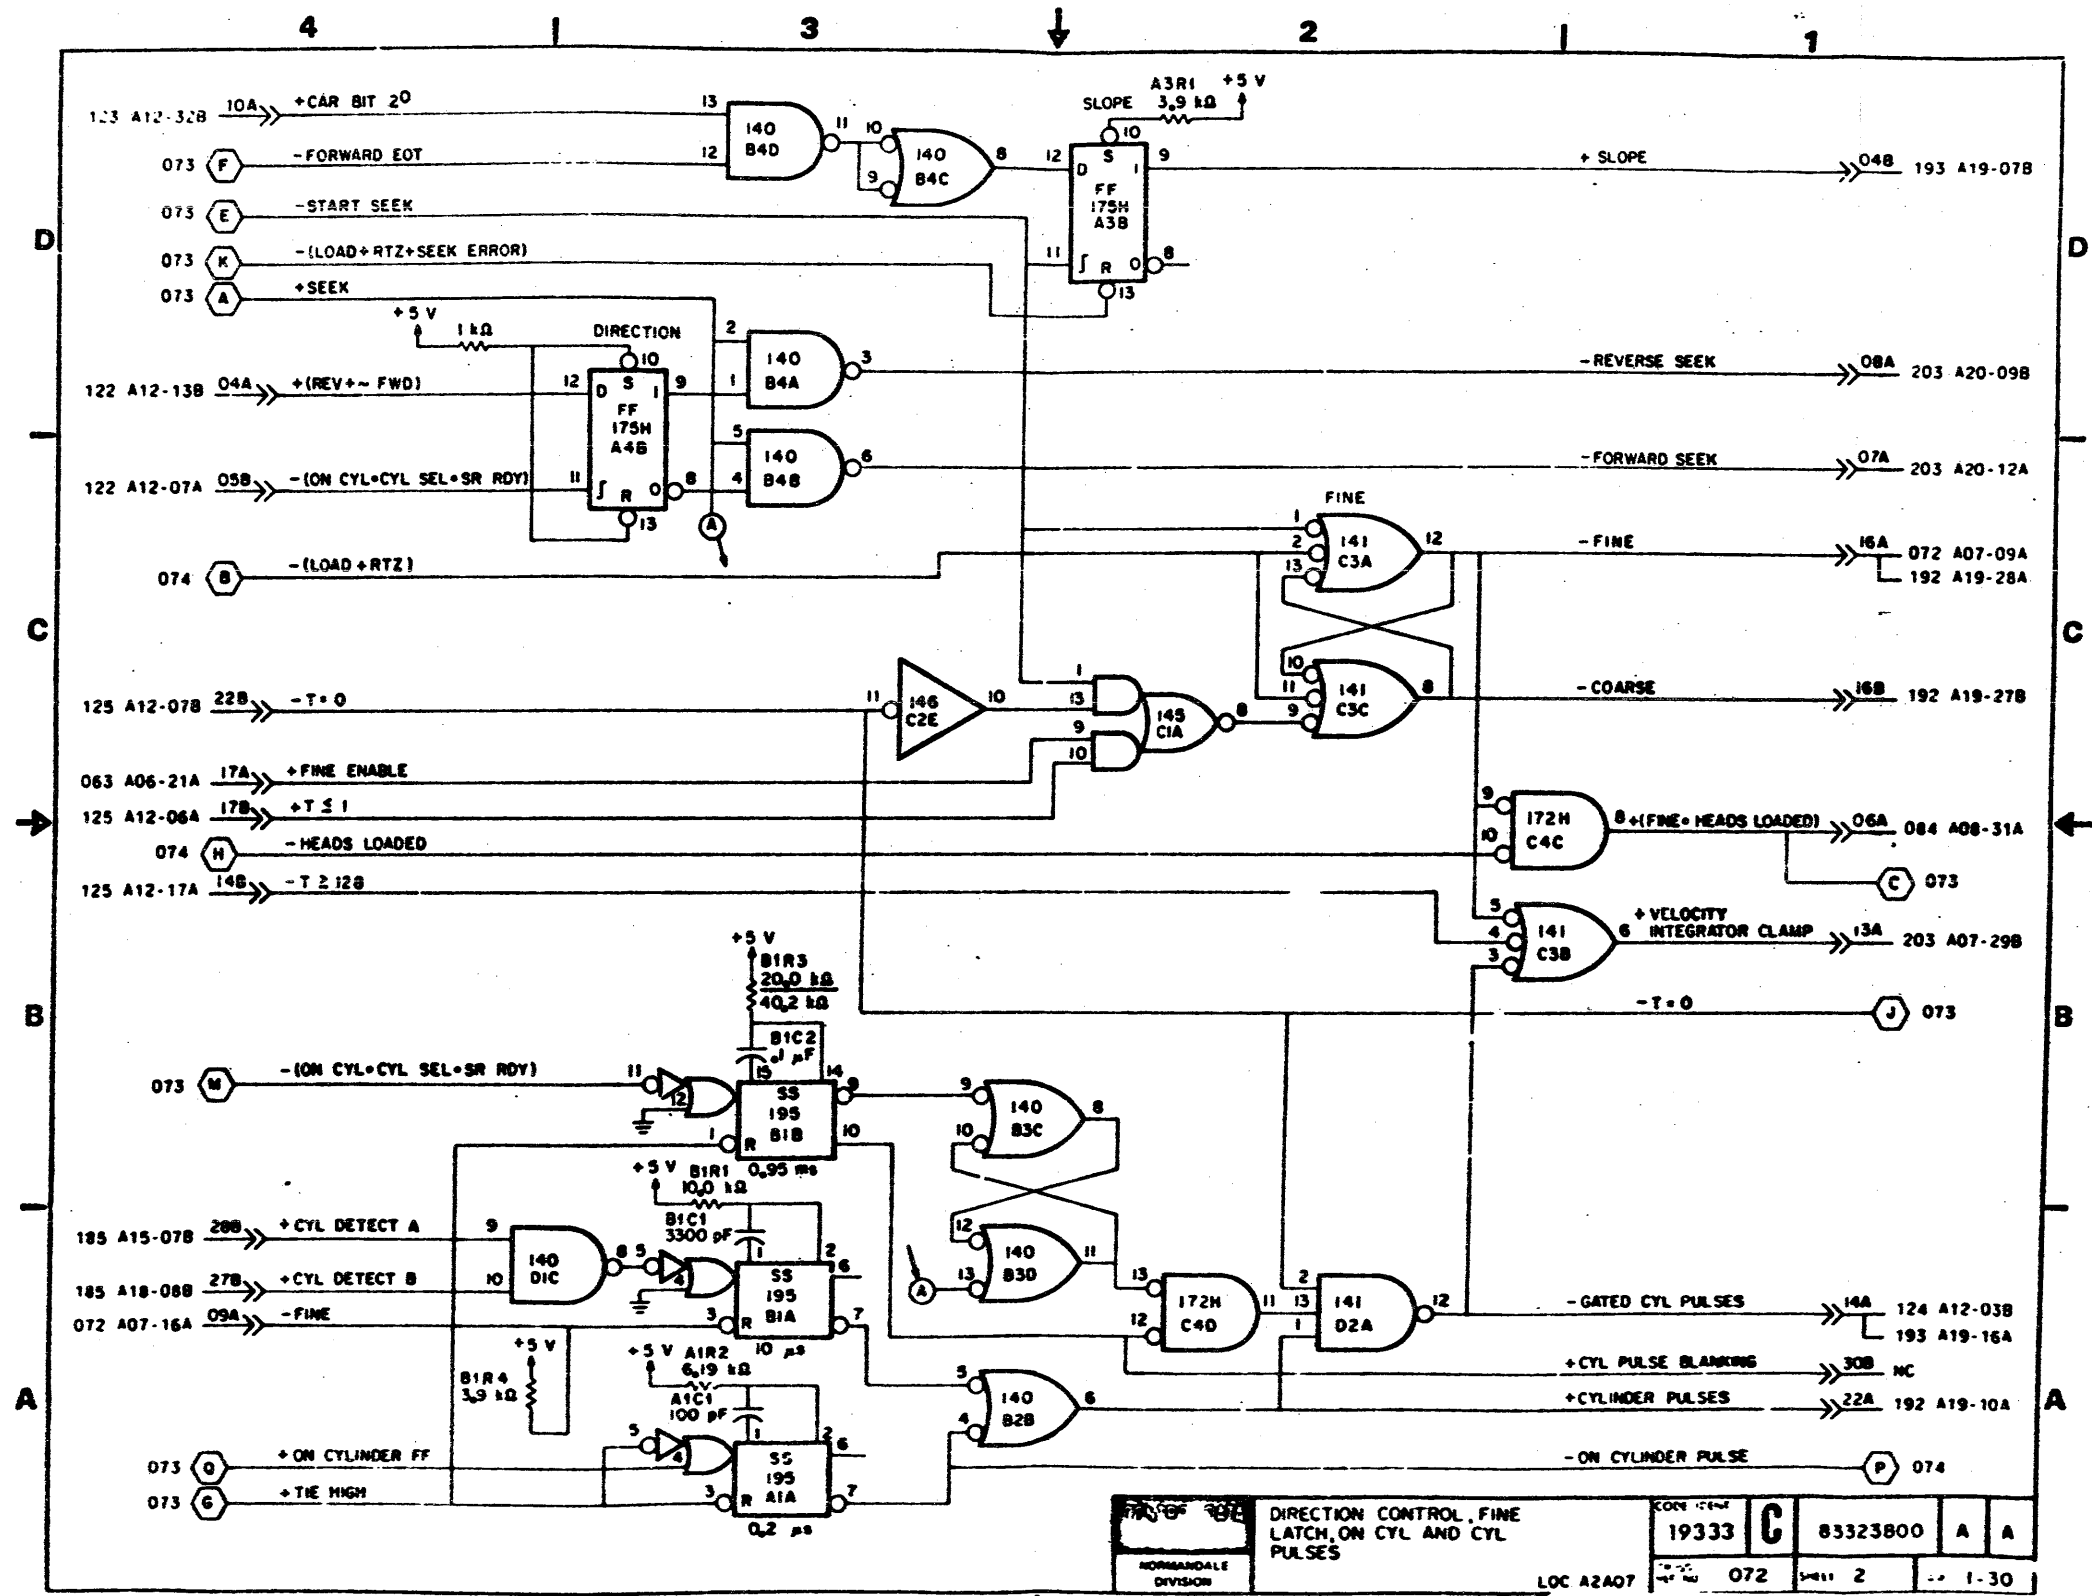 4 3 2 1
A3R1 +5 V
SLOPE 3.9 kΩ
123 A12-32B 10A +CAR BIT 2⁰ 13 140 B4D 11 10 9 140 B4C 8 12 D S 10 1 9 + SLOPE 04B 193 A19-07B
073 F -FORWARD EOT 12
FF 175H A3B
073 E -START SEEK
D D
073 K -(LOAD+RTZ+SEEK ERROR) 11 ∫ R 0 8 13
073 A +SEEK
+5 V 1 kΩ DIRECTION 2 140 B4A 3 -REVERSE SEEK 08A 203 A20-09B
122 A12-13B 04A +(REV+~ FWD) 12 D S 10 1 9 1
FF 175H A4B
5 140 B4B 6 -FORWARD SEEK 07A 203 A20-12A
122 A12-07A 05B -(ON CYL•CYL SEL•SR RDY) 11 ∫ R 0 8 4 13 A
FINE
1 2 13 141 C3A 12 -FINE 16A 072 A07-09A
192 A19-28A
074 B -(LOAD+RTZ)
C C
125 A12-07B 22B -T=0 11 146 C2E 10 1 13 9 10 145 C1A 8 10 11 9 141 C3C 8 -COARSE 16B 192 A19-27B
063 A06-21A 17A +FINE ENABLE
125 A12-06A 17B +T ≤ 1
9 10 172H C4C 8 +(FINE•HEADS LOADED) 06A 084 A08-31A
074 H -HEADS LOADED
C 073
125 A12-17A 14B -T ≥ 128
5 4 3 141 C3B 6 + VELOCITY INTEGRATOR CLAMP 13A 203 A07-29B
+5 V
B1R3
20.0 kΩ
40.2 kΩ
B B
-T=0 J 073
B1C2
.1 µF
073 M -(ON CYL•CYL SEL•SR RDY) 11 12 15 14 SS 195 B1B 1 R 9 10 9 10 140 B3C 8
0.95 ms
+5 V B1R1
10.0 kΩ
B1C1
3300 pF
185 A15-07B 28B +CYL DETECT A 9 140 D1C 8 5 4 1 2 SS 195 B1A 6 12 13 140 B3D 11
185 A18-08B 27B +CYL DETECT B 10
A
13 12 172H C4D 11 2 13 1 141 D2A 12 -GATED CYL PULSES 14A 124 A12-03B
193 A19-16A
072 A07-16A 09A -FINE 3 R 7
10 µs
+5 V
B1R4
3.9 kΩ
+5 V A1R2
6.19 kΩ
A1C1
100 pF
+CYL PULSE BLANKING 30B NC
A A
5 4 140 B2B 6 +CYLINDER PULSES 22A 192 A19-10A
073 Q +ON CYLINDER FF 5 4 1 2 SS 195 A1A 6 -ON CYLINDER PULSE P 074
073 G +TIE HIGH 3 R 7
0.2 µs
NORMANDALE
DIVISION
DIRECTION CONTROL, FINE
LATCH, ON CYL AND CYL
PULSES
LOC A2A07
CODE IDENT
19333 C 83323800 A A
072 SHEET 2 1-30